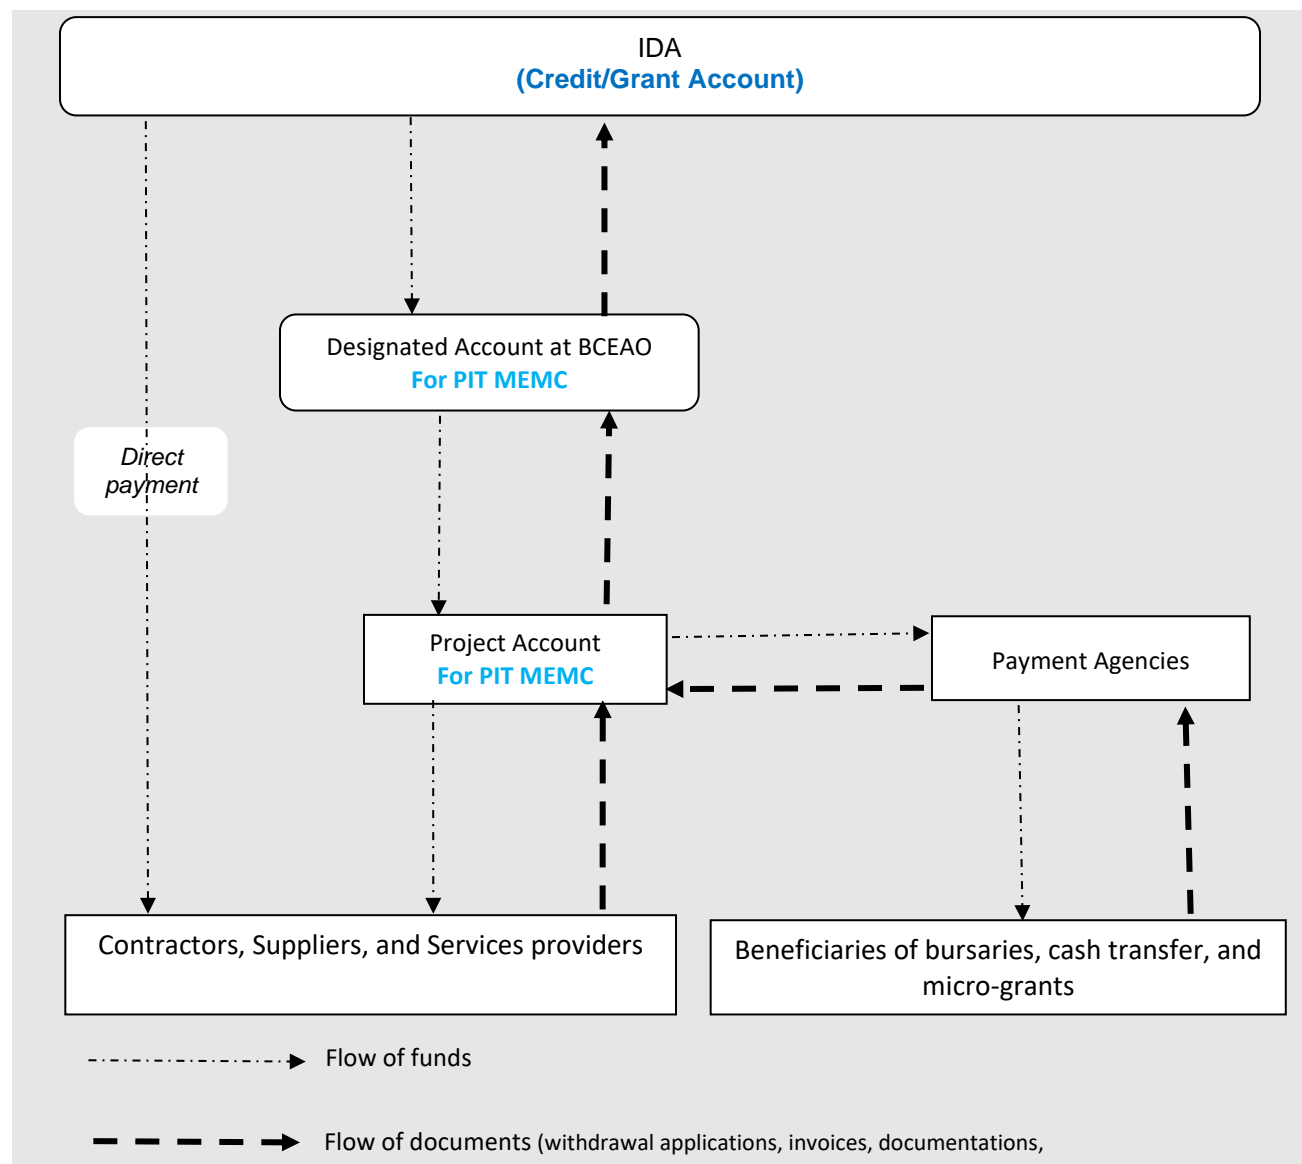 IDA
(Credit/Grant Account)
Designated Account at BCEAO
For PIT MEMC
Direct
payment
Project Account
For PIT MEMC
Payment Agencies
Contractors, Suppliers, and Services providers
Beneficiaries of bursaries, cash transfer, and
micro-grants
Flow of funds
Flow of documents (withdrawal applications, invoices, documentations,